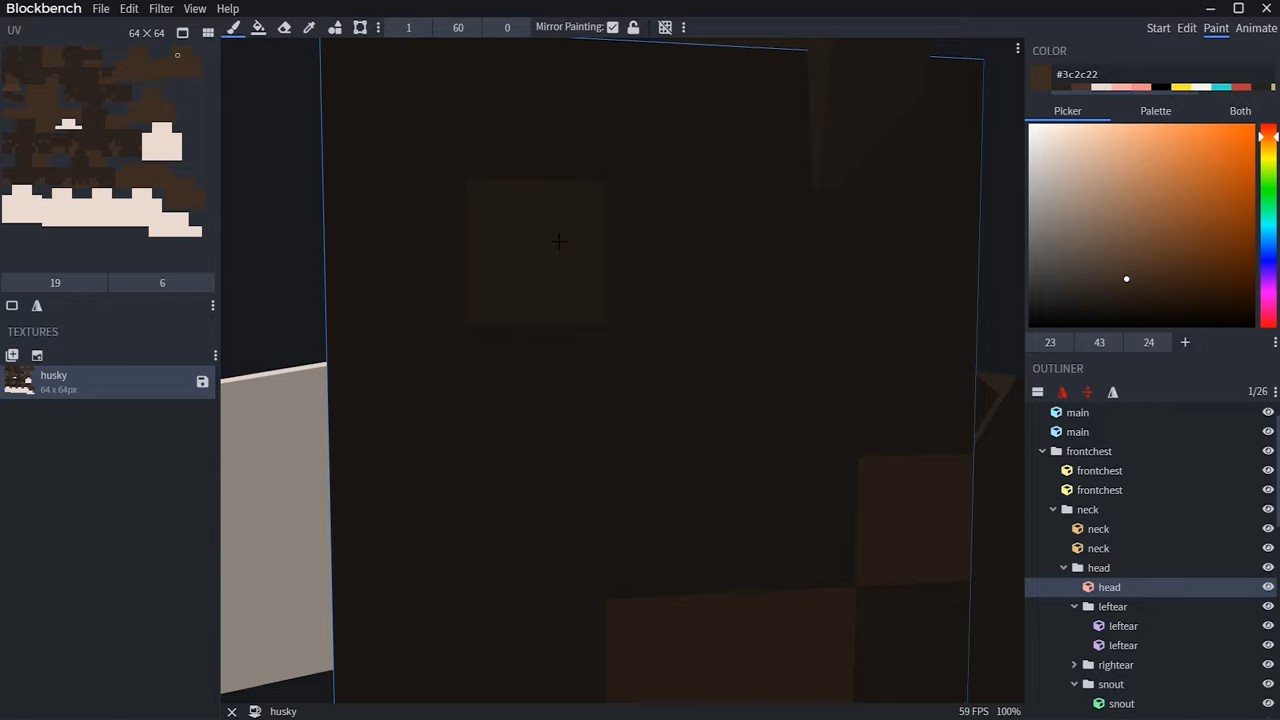 Blockbench File Edit Filter View Help
UV 64 × 64 1 60 0 Mirror Painting: Start Edit Paint Animate
COLOR
#3c2c22
Picker Palette Both
19 6
TEXTURES
husky
64 x 64px
23 43 24
OUTLINER
1/26
main
main
frontchest
frontchest
frontchest
neck
neck
neck
head
head
leftear
leftear
leftear
rightear
snout
snout
husky 59 FPS 100%